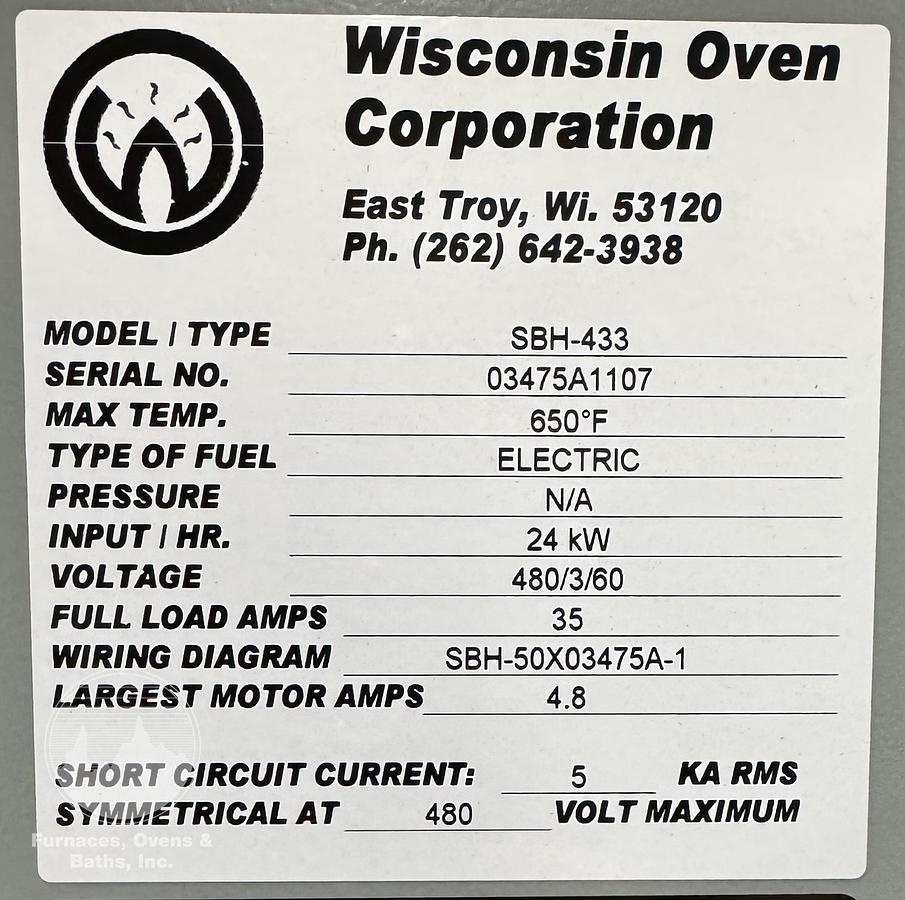 Wisconsin Oven
Corporation
East Troy, Wi. 53120
Ph. (262) 642-3938
MODEL / TYPE SBH-433
SERIAL NO. 03475A1107
MAX TEMP. 650°F
TYPE OF FUEL ELECTRIC
PRESSURE N/A
INPUT / HR. 24 kW
VOLTAGE 480/3/60
FULL LOAD AMPS 35
WIRING DIAGRAM SBH-50X03475A-1
LARGEST MOTOR AMPS 4.8
SHORT CIRCUIT CURRENT: 5 KA RMS
SYMMETRICAL AT 480 VOLT MAXIMUM
Furnaces, Ovens &
Baths, Inc.